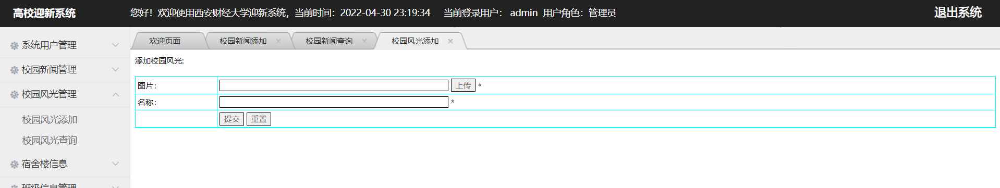 高校迎新系统
您好！欢迎使用西安财经大学迎新系统，当前时间：2022-04-30 23:19:34 当前登录用户： admin 用户角色：管理员
退出系统
欢迎页面
校园新闻添加
校园新闻查询
校园风光添加
系统用户管理
校园新闻管理
校园风光管理
校园风光添加
校园风光查询
宿舍楼信息
班级信息管理
添加校园风光:
图片：
上传 *
名称：
*
提交 重置